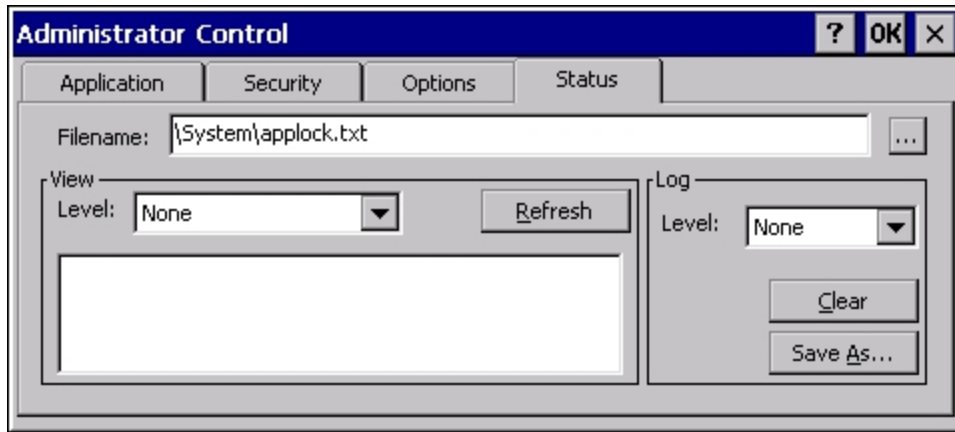 Administrator Control ? OK ×
Application Security Options Status
Filename: \System\applock.txt ...
View Log
Level: None Refresh Level: None
Clear
Save As...